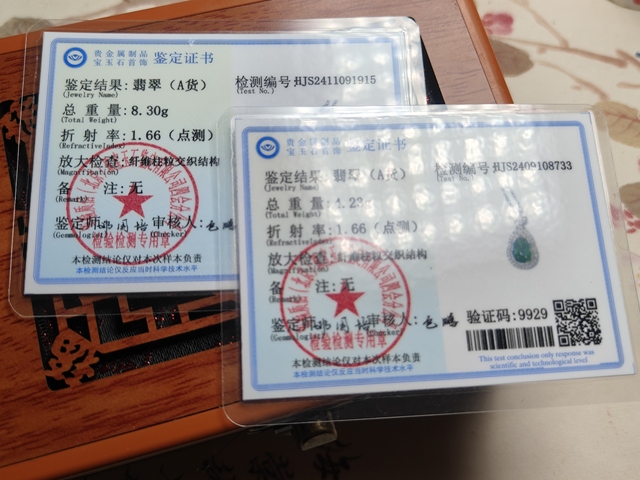 贵金属制品
宝玉石首饰 鉴定证书
鉴定结果:翡翠(A货)
(Jewelry Name)
检测编号:HJS2411091915
(Test No.)
总重量:8.30g
(Total Weight)
折射率:1.66(点测)
(RefractiveIndex)
放大检查:纤维柱粒交织结构
(Magnification)
备注:无
(Remarks)
鉴定师:
(Gemmologist)
审核人:
(Checker)
检验检测专用章
本检测结论仅对本次样本负责
本检测结论仅反应当时科学技术水平
贵金属制品
宝玉石首饰 鉴定证书
鉴定结果:翡翠(A货)
(Jewelry Name)
检测编号:HJS2409108733
(Test No.)
总重量:4.23g
(Total Weight)
折射率:1.66(点测)
(RefractiveIndex)
放大检查:纤维柱粒交织结构
(Magnification)
备注:无
(Remarks)
鉴定师:
(Gemmologist)
审核人:
(Checker)
检验检测专用章
验证码:9929
本检测结论仅对本次样本负责
本检测结论仅反应当时科学技术水平
This test conclusion only response was
scientific and technological level